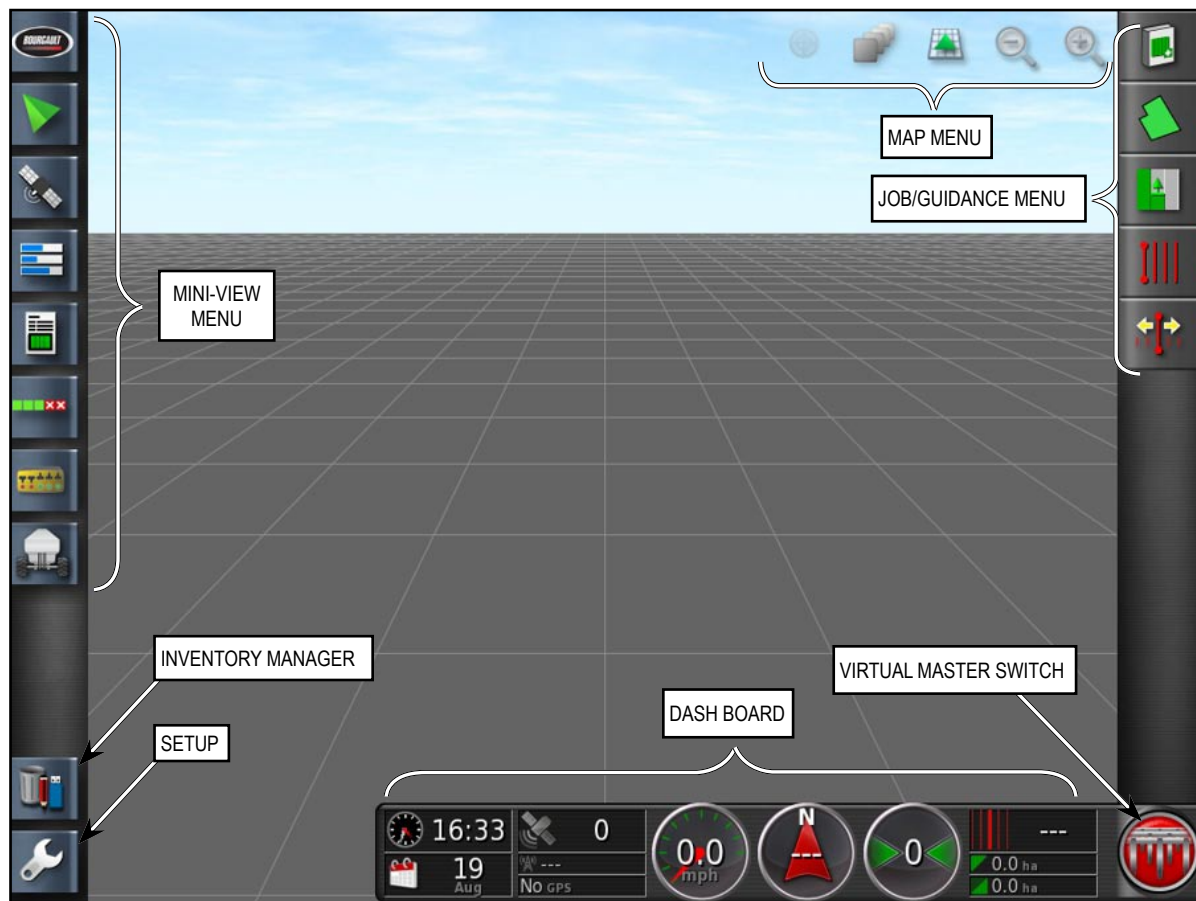 BOURGAULT
MAP MENU
JOB/GUIDANCE MENU
MINI-VIEW
MENU
INVENTORY MANAGER
VIRTUAL MASTER SWITCH
DASH BOARD
SETUP
16:33
0
19
Aug
---
No GPS
0.0
mph
N
---
0
---
0.0 ha
0.0 ha